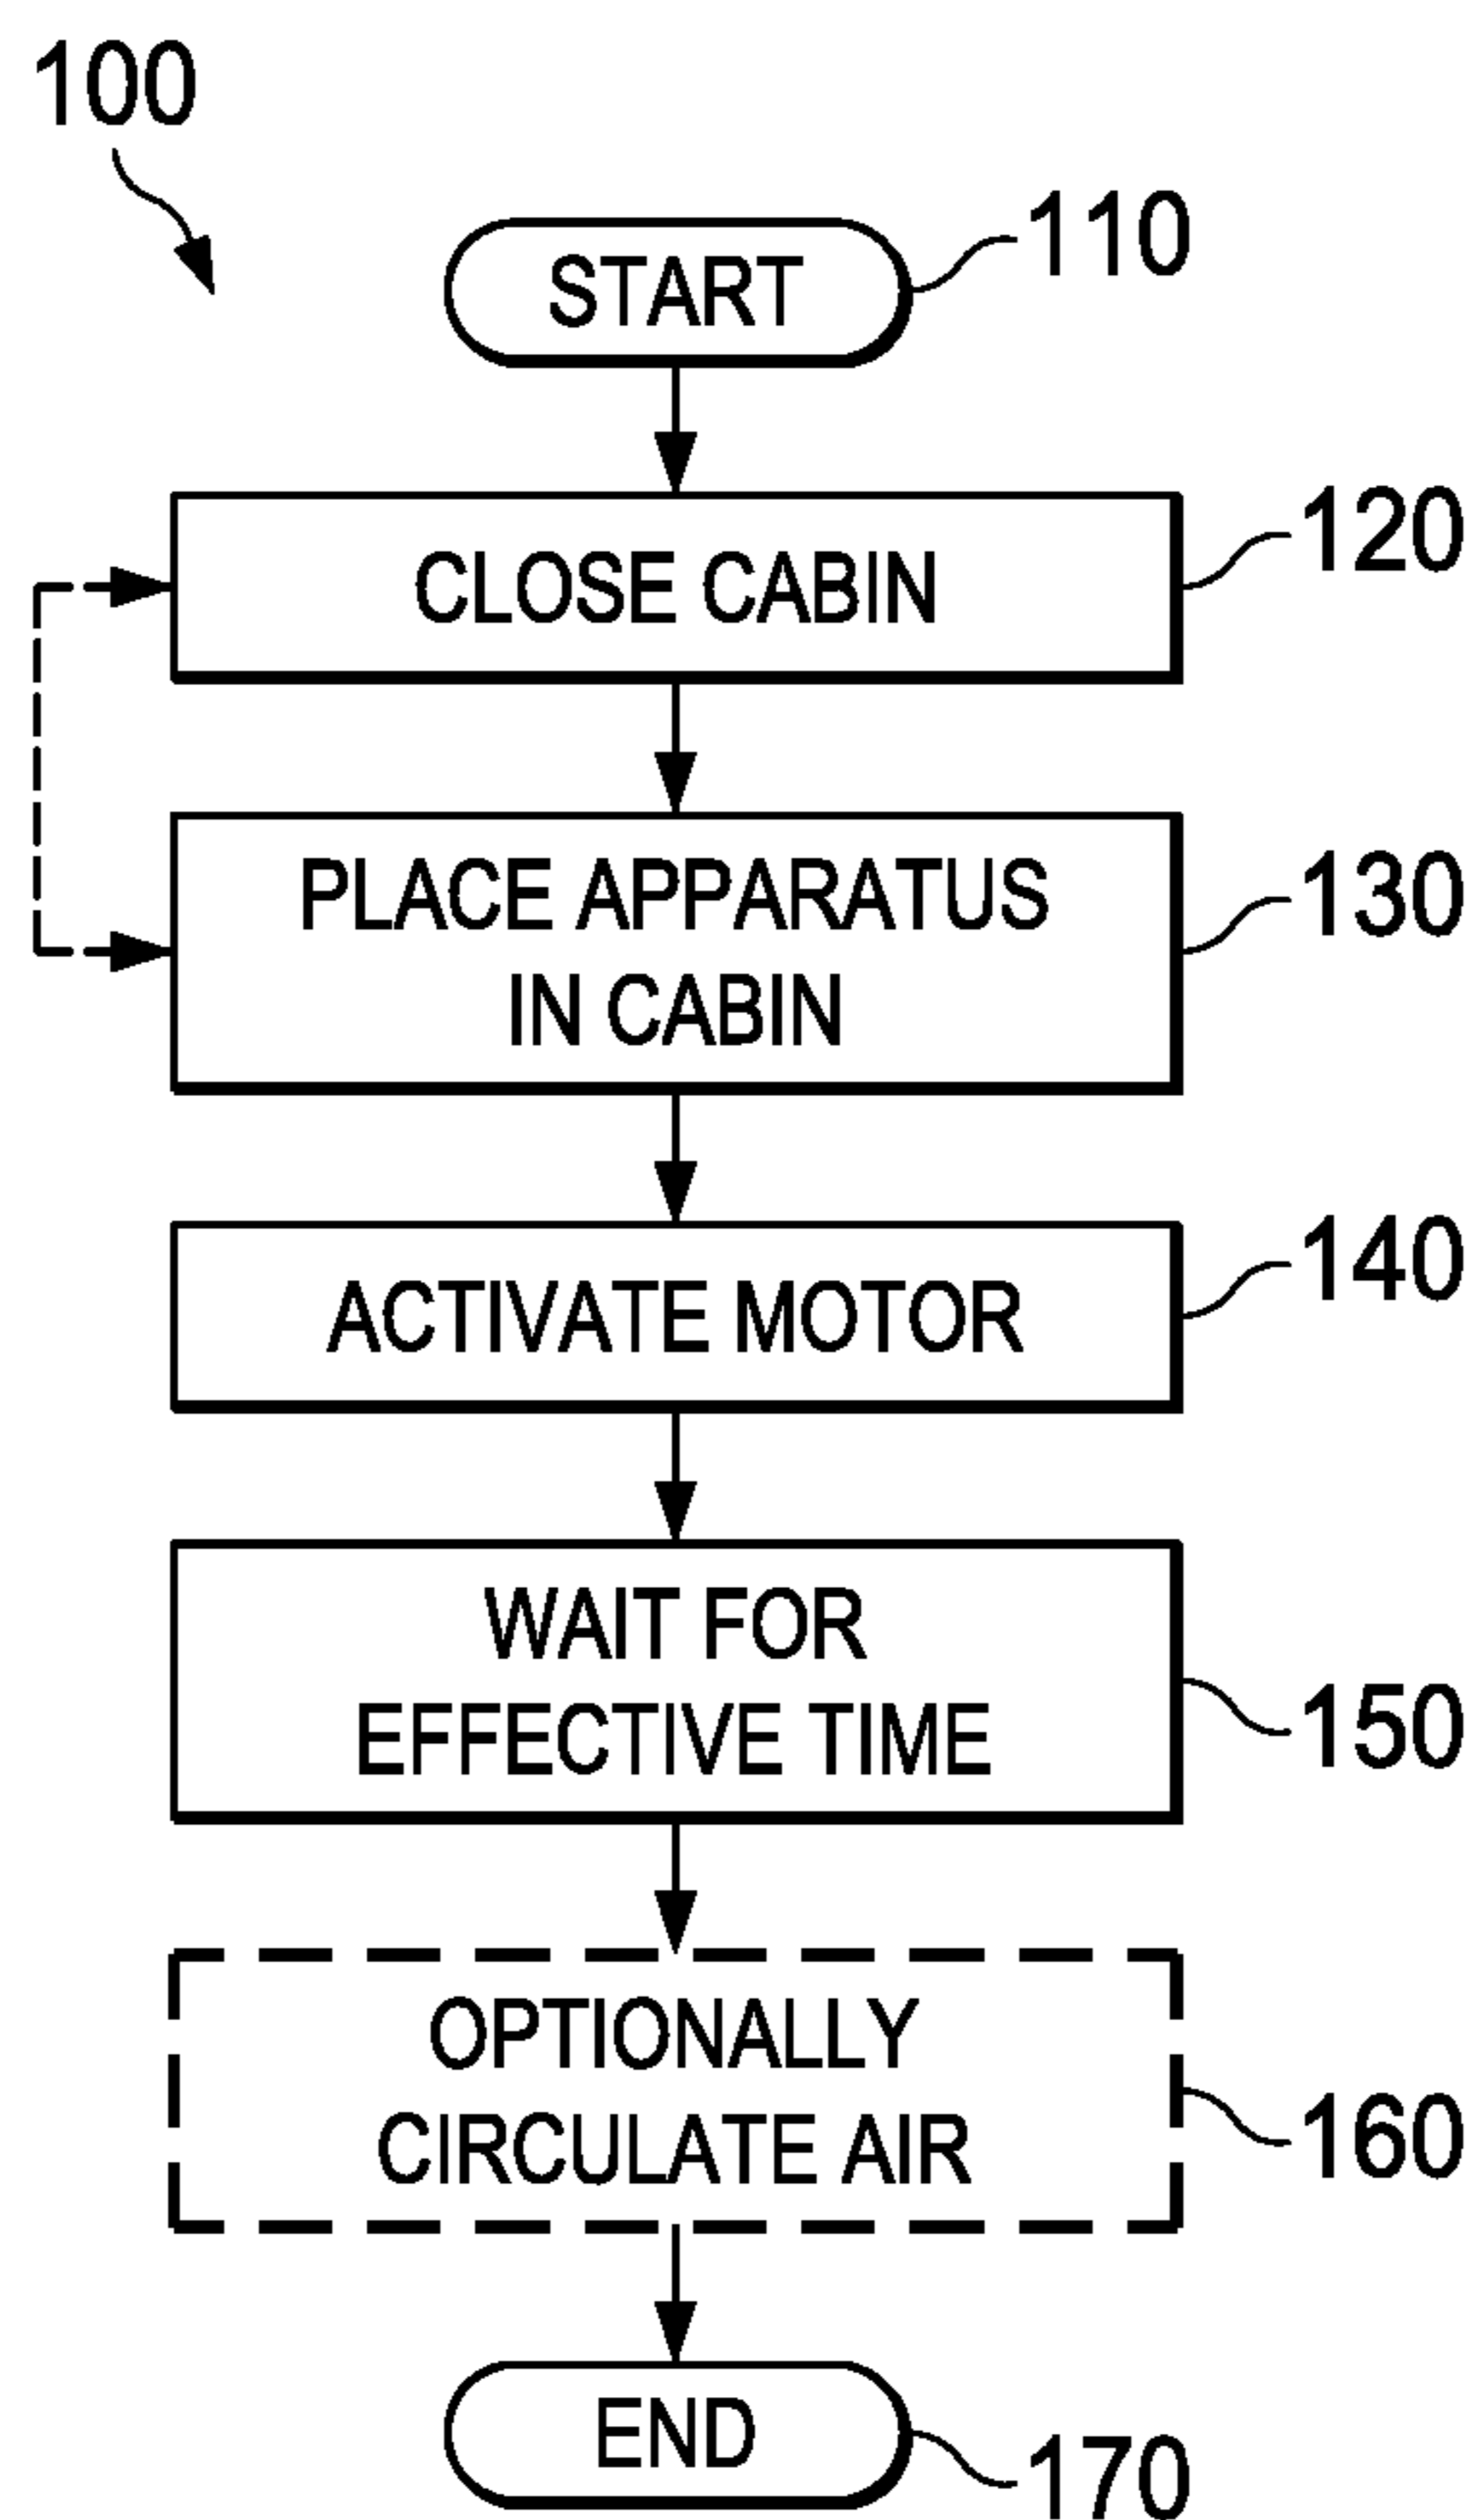 100
START
110
CLOSE CABIN
120
PLACE APPARATUS
IN CABIN
130
ACTIVATE MOTOR
140
WAIT FOR
EFFECTIVE TIME
150
OPTIONALLY
CIRCULATE AIR
160
END
170